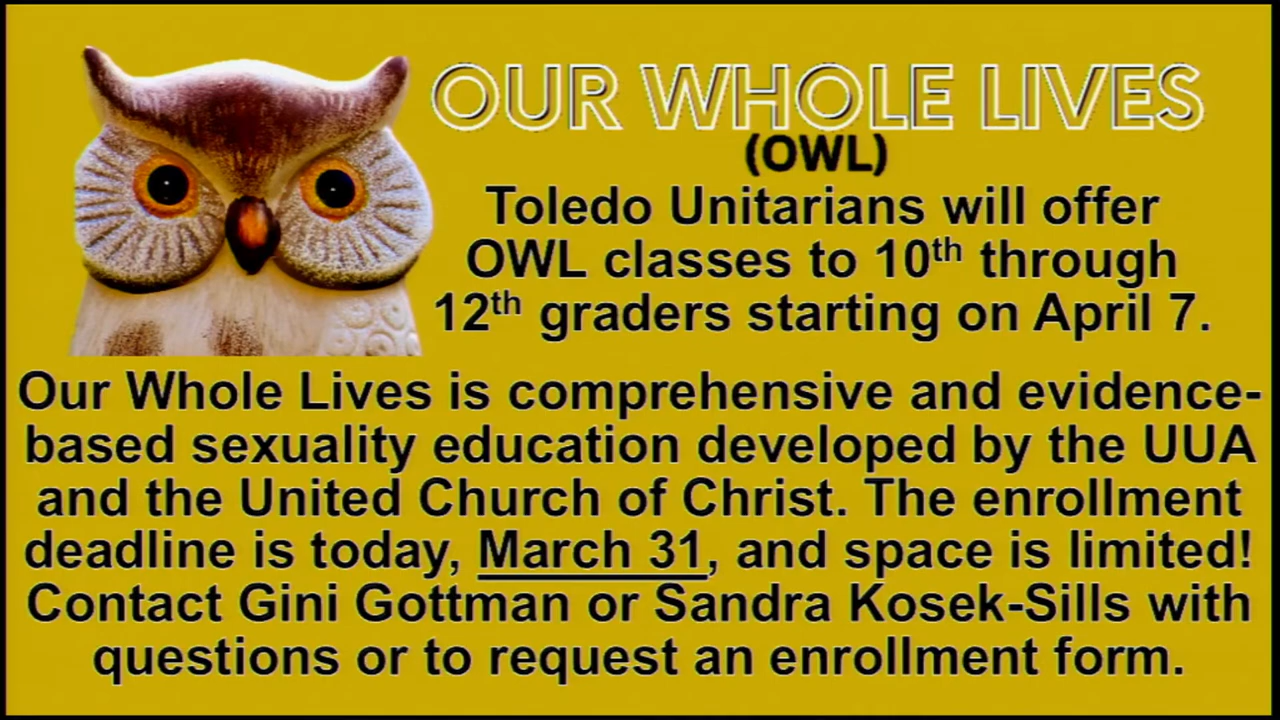 OUR WHOLE LIVES
(OWL)
Toledo Unitarians will offer
OWL classes to 10th through
12th graders starting on April 7.
Our Whole Lives is comprehensive and evidence-
based sexuality education developed by the UUA
and the United Church of Christ. The enrollment
deadline is today, March 31, and space is limited!
Contact Gini Gottman or Sandra Kosek-Sills with
questions or to request an enrollment form.